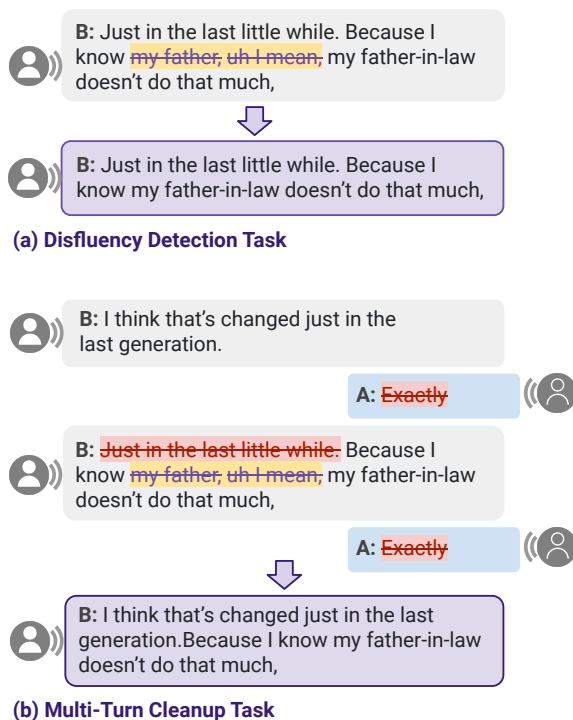 B: Just in the last little while. Because I
know my father, uh I mean, my father-in-law
doesn't do that much,
B: Just in the last little while. Because I
know my father-in-law doesn't do that much,
(a) Disfluency Detection Task
B: I think that's changed just in the
last generation.
A: Exactly
B: Just in the last little while. Because I
know my father, uh I mean, my father-in-law
doesn't do that much,
A: Exactly
B: I think that's changed just in the last
generation.Because I know my father-in-law
doesn't do that much,
(b) Multi-Turn Cleanup Task